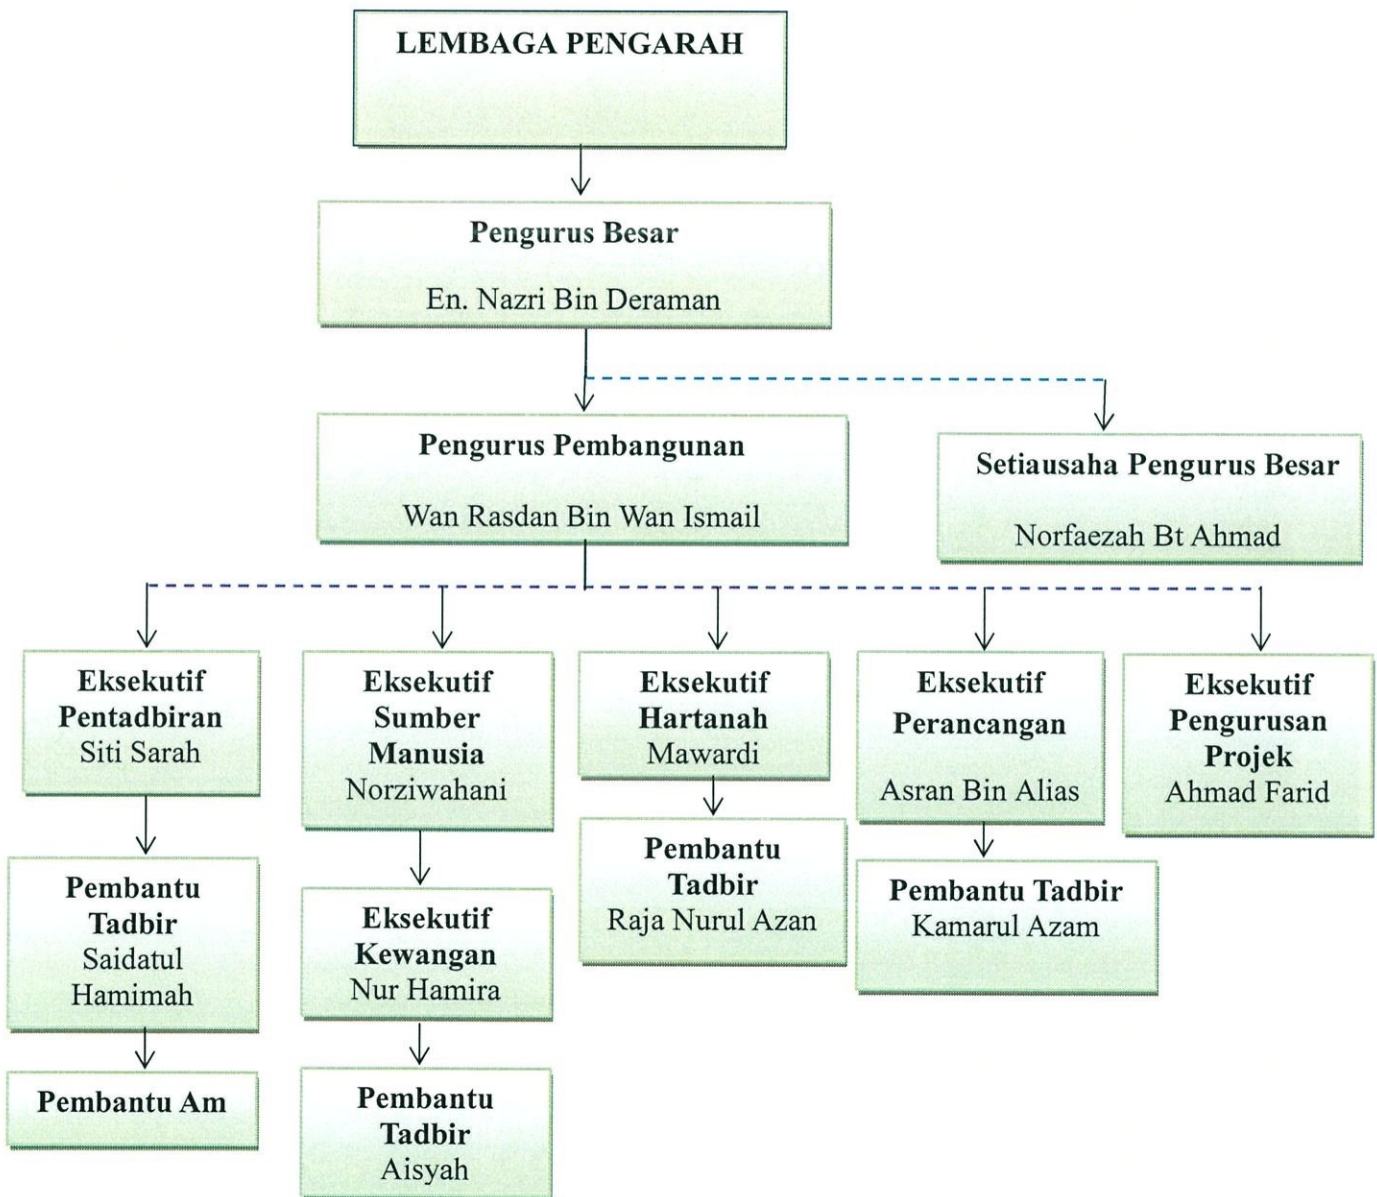 LEMBAGA PENGARAH
Pengurus Besar
En. Nazri Bin Deraman
Pengurus Pembangunan
Wan Rasdan Bin Wan Ismail
Setiausaha Pengurus Besar
Norfaezah Bt Ahmad
Eksekutif
Pentadbiran
Siti Sarah
Eksekutif
Sumber
Manusia
Norziwahani
Eksekutif
Hartanah
Mawardi
Eksekutif
Perancangan
Asran Bin Alias
Eksekutif
Pengurusan
Projek
Ahmad Farid
Pembantu
Tadbir
Saidatul
Hamimah
Eksekutif
Kewangan
Nur Hamira
Pembantu
Tadbir
Raja Nurul Azan
Pembantu Tadbir
Kamarul Azam
Pembantu Am
Pembantu
Tadbir
Aisyah